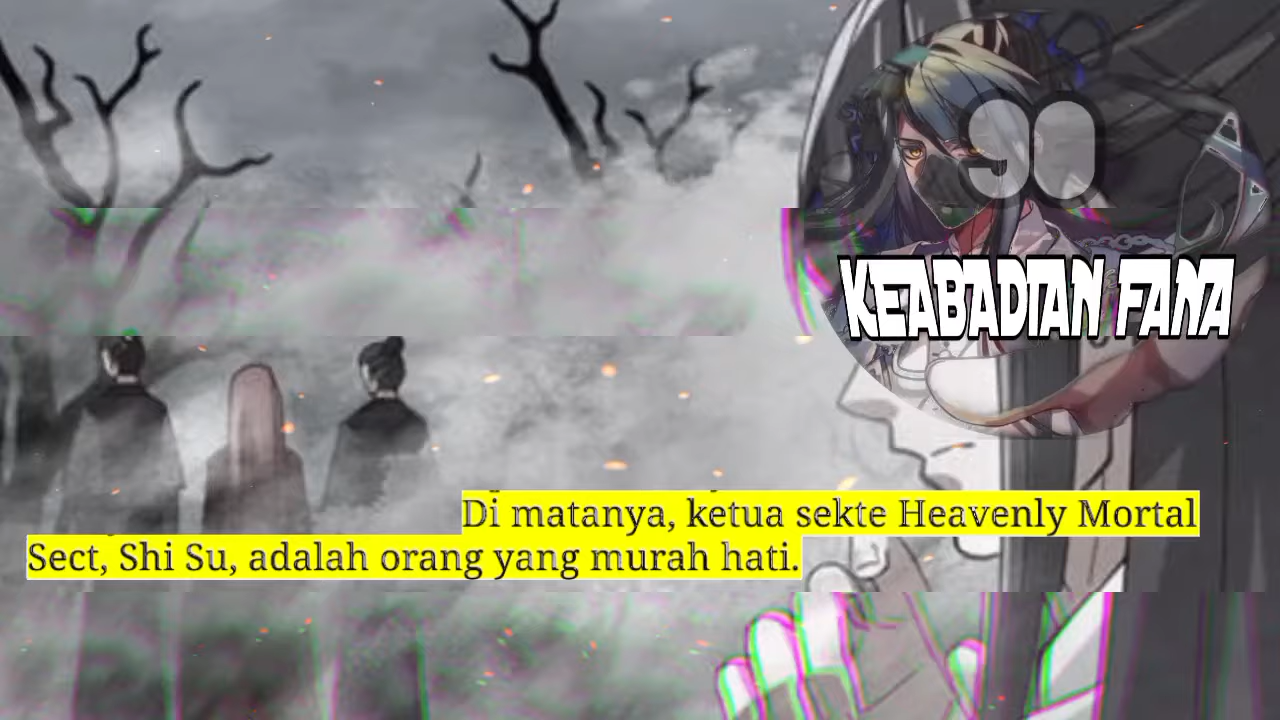 90
KEABADIAN FANA
Di matanya, ketua sekte Heavenly Mortal
Sect, Shi Su, adalah orang yang murah hati.